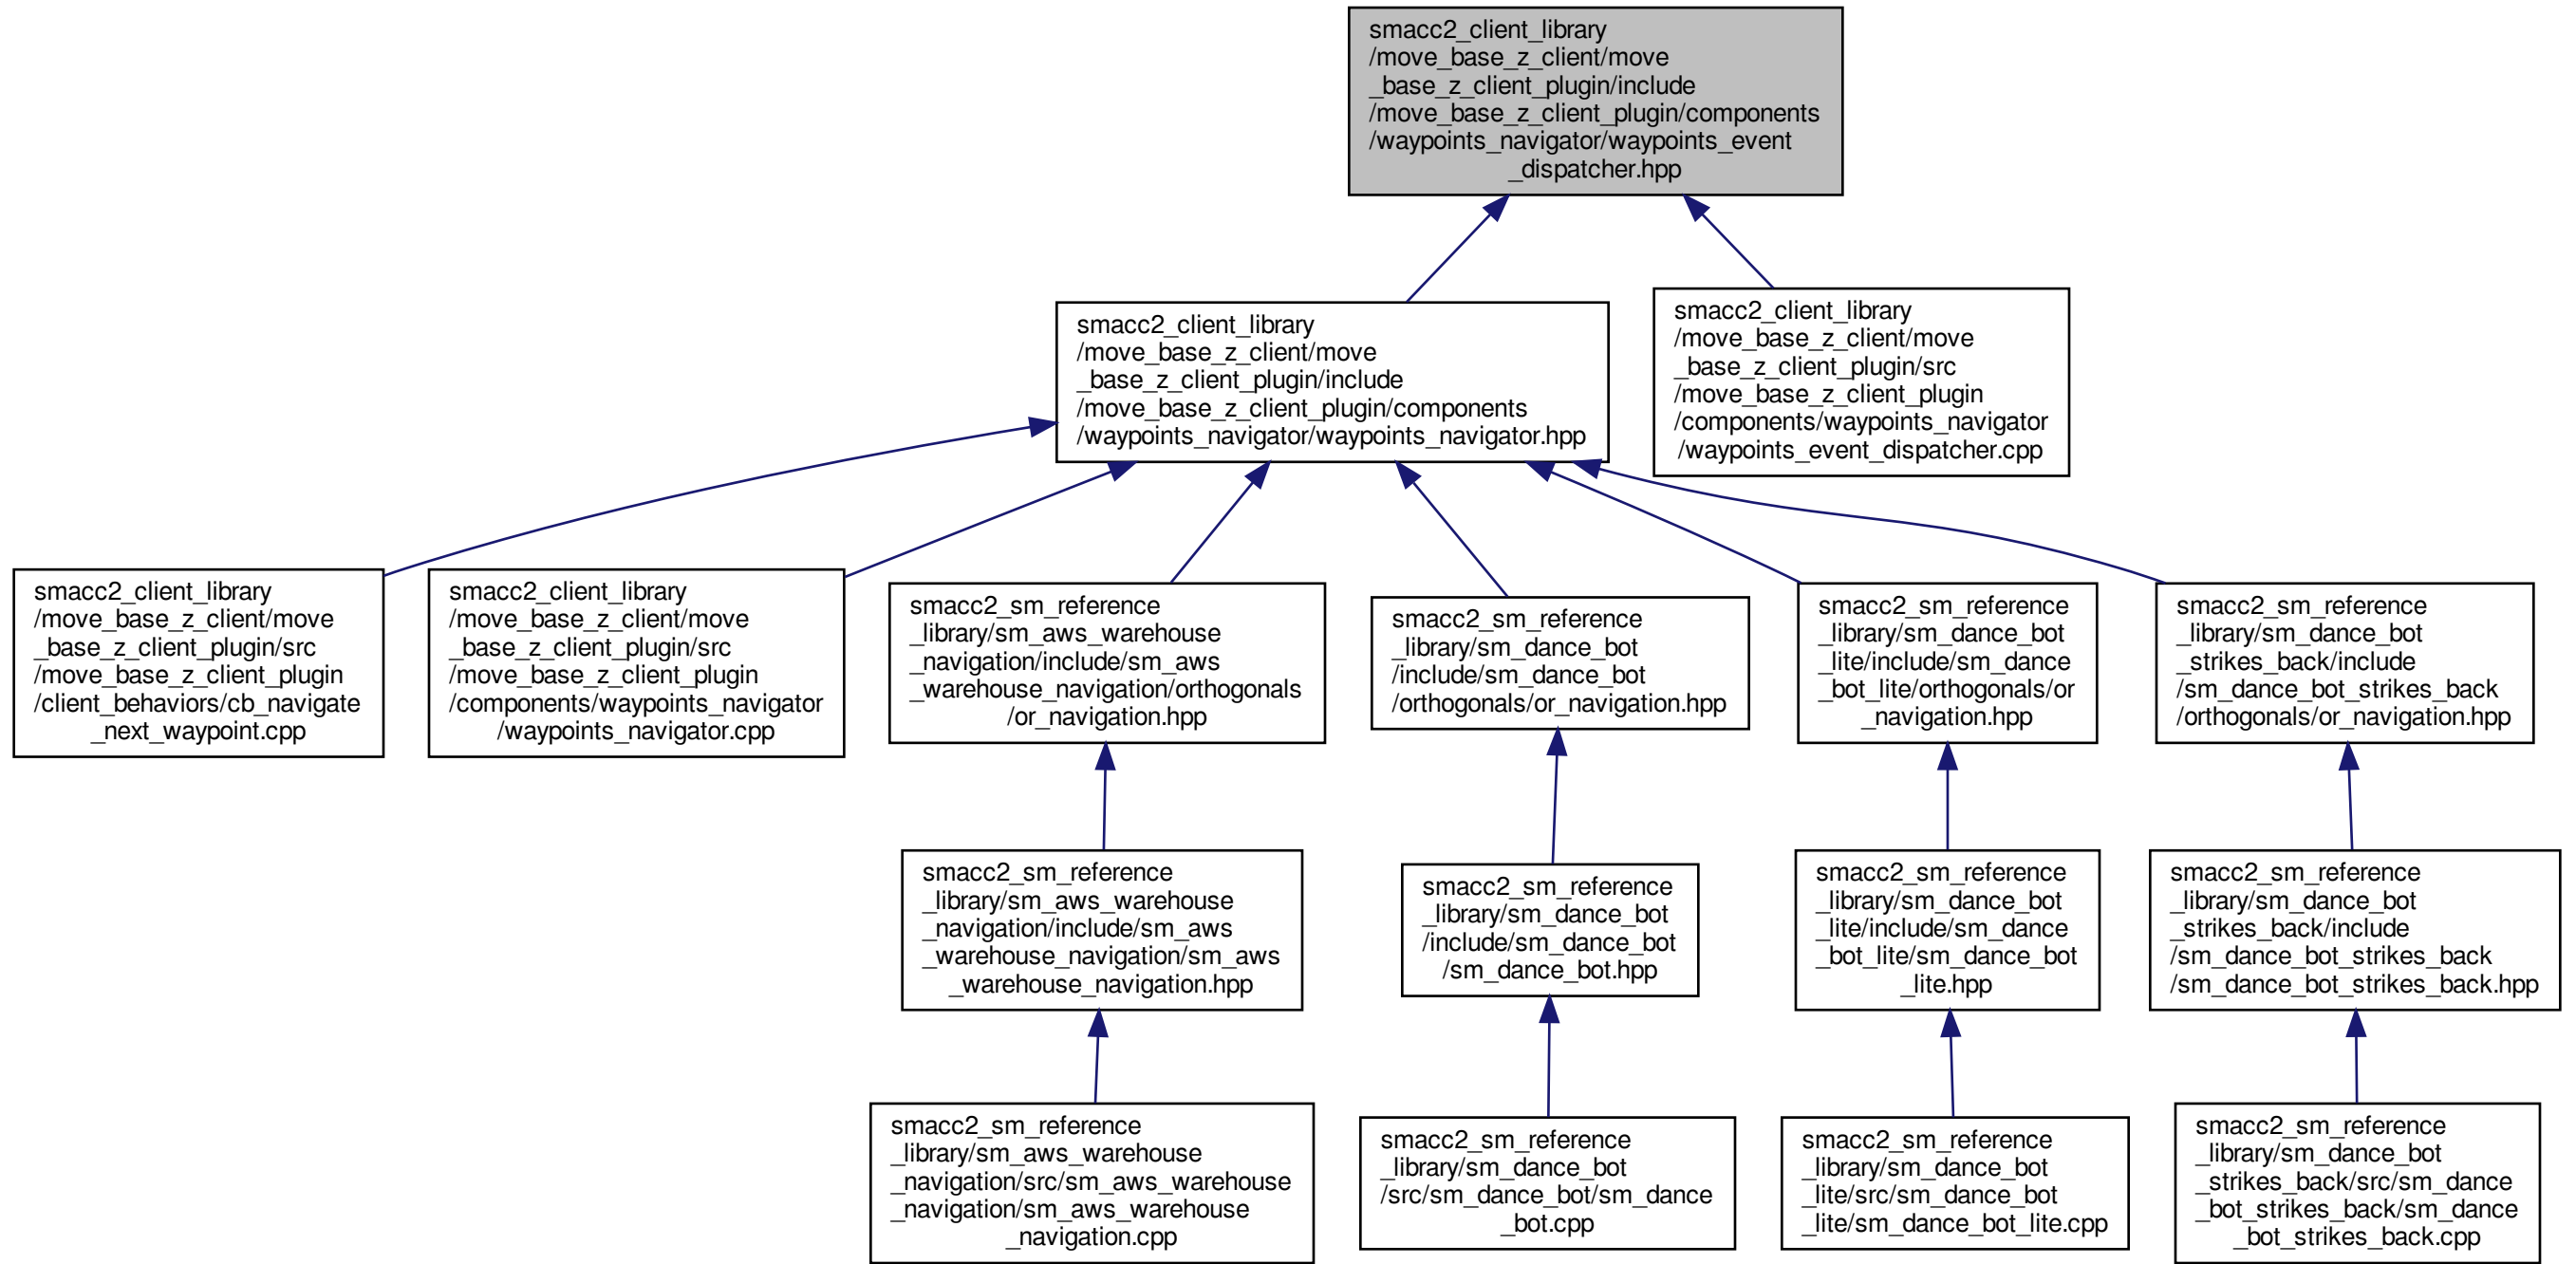 smacc2_client_library
/move_base_z_client/move
_base_z_client_plugin/include
/move_base_z_client_plugin/components
/waypoints_navigator/waypoints_event
_dispatcher.hpp
smacc2_client_library
/move_base_z_client/move
_base_z_client_plugin/include
/move_base_z_client_plugin/components
/waypoints_navigator/waypoints_navigator.hpp
smacc2_client_library
/move_base_z_client/move
_base_z_client_plugin/src
/move_base_z_client_plugin
/components/waypoints_navigator
/waypoints_event_dispatcher.cpp
smacc2_client_library
/move_base_z_client/move
_base_z_client_plugin/src
/move_base_z_client_plugin
/client_behaviors/cb_navigate
_next_waypoint.cpp
smacc2_client_library
/move_base_z_client/move
_base_z_client_plugin/src
/move_base_z_client_plugin
/components/waypoints_navigator
/waypoints_navigator.cpp
smacc2_sm_reference
_library/sm_aws_warehouse
_navigation/include/sm_aws
_warehouse_navigation/orthogonals
/or_navigation.hpp
smacc2_sm_reference
_library/sm_dance_bot
/include/sm_dance_bot
/orthogonals/or_navigation.hpp
smacc2_sm_reference
_library/sm_dance_bot
_lite/include/sm_dance
_bot_lite/orthogonals/or
_navigation.hpp
smacc2_sm_reference
_library/sm_dance_bot
_strikes_back/include
/sm_dance_bot_strikes_back
/orthogonals/or_navigation.hpp
smacc2_sm_reference
_library/sm_aws_warehouse
_navigation/include/sm_aws
_warehouse_navigation/sm_aws
_warehouse_navigation.hpp
smacc2_sm_reference
_library/sm_dance_bot
/include/sm_dance_bot
/sm_dance_bot.hpp
smacc2_sm_reference
_library/sm_dance_bot
_lite/include/sm_dance
_bot_lite/sm_dance_bot
_lite.hpp
smacc2_sm_reference
_library/sm_dance_bot
_strikes_back/include
/sm_dance_bot_strikes_back
/sm_dance_bot_strikes_back.hpp
smacc2_sm_reference
_library/sm_aws_warehouse
_navigation/src/sm_aws_warehouse
_navigation/sm_aws_warehouse
_navigation.cpp
smacc2_sm_reference
_library/sm_dance_bot
/src/sm_dance_bot/sm_dance
_bot.cpp
smacc2_sm_reference
_library/sm_dance_bot
_lite/src/sm_dance_bot
_lite/sm_dance_bot_lite.cpp
smacc2_sm_reference
_library/sm_dance_bot
_strikes_back/src/sm_dance
_bot_strikes_back/sm_dance
_bot_strikes_back.cpp